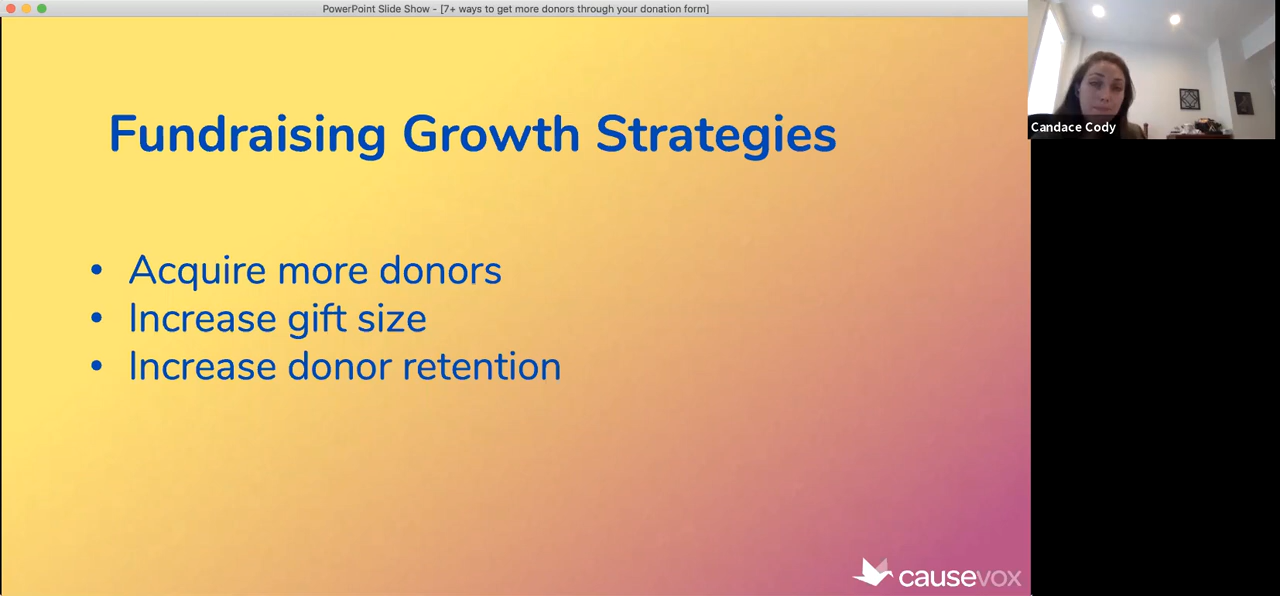 PowerPoint Slide Show - [7+ ways to get more donors through your donation form]
Fundraising Growth Strategies
• Acquire more donors
• Increase gift size
• Increase donor retention
causevox
Candace Cody